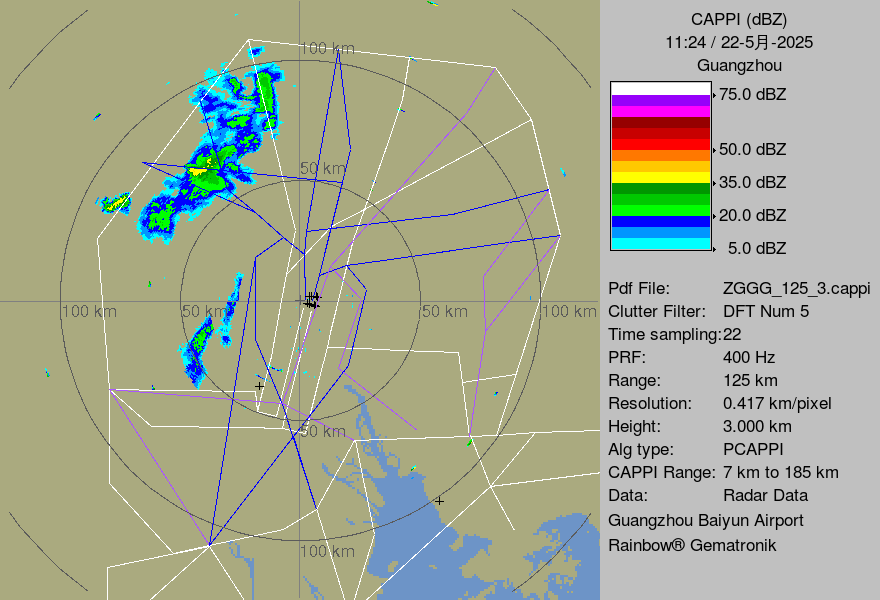 100 km
50 km
100 km
50 km
50 km
100 km
50 km
100 km
CAPPI (dBZ)
11:24 / 22-5月-2025
Guangzhou
75.0 dBZ
50.0 dBZ
35.0 dBZ
20.0 dBZ
5.0 dBZ
Pdf File: ZGGG_125_3.cappi
Clutter Filter: DFT Num 5
Time sampling:22
PRF: 400 Hz
Range: 125 km
Resolution: 0.417 km/pixel
Height: 3.000 km
Alg type: PCAPPI
CAPPI Range: 7 km to 185 km
Data: Radar Data
Guangzhou Baiyun Airport
Rainbow® Gematronik